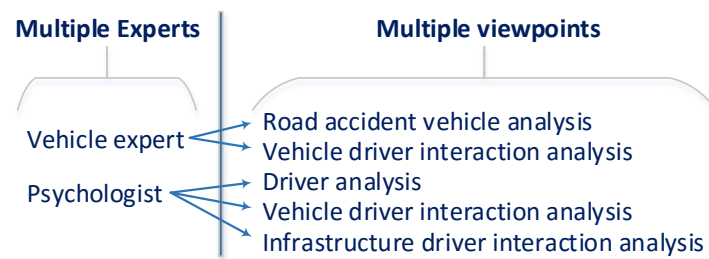 Multiple Experts
Multiple viewpoints
Vehicle expert
Road accident vehicle analysis
Vehicle driver interaction analysis
Psychologist
Driver analysis
Vehicle driver interaction analysis
Infrastructure driver interaction analysis